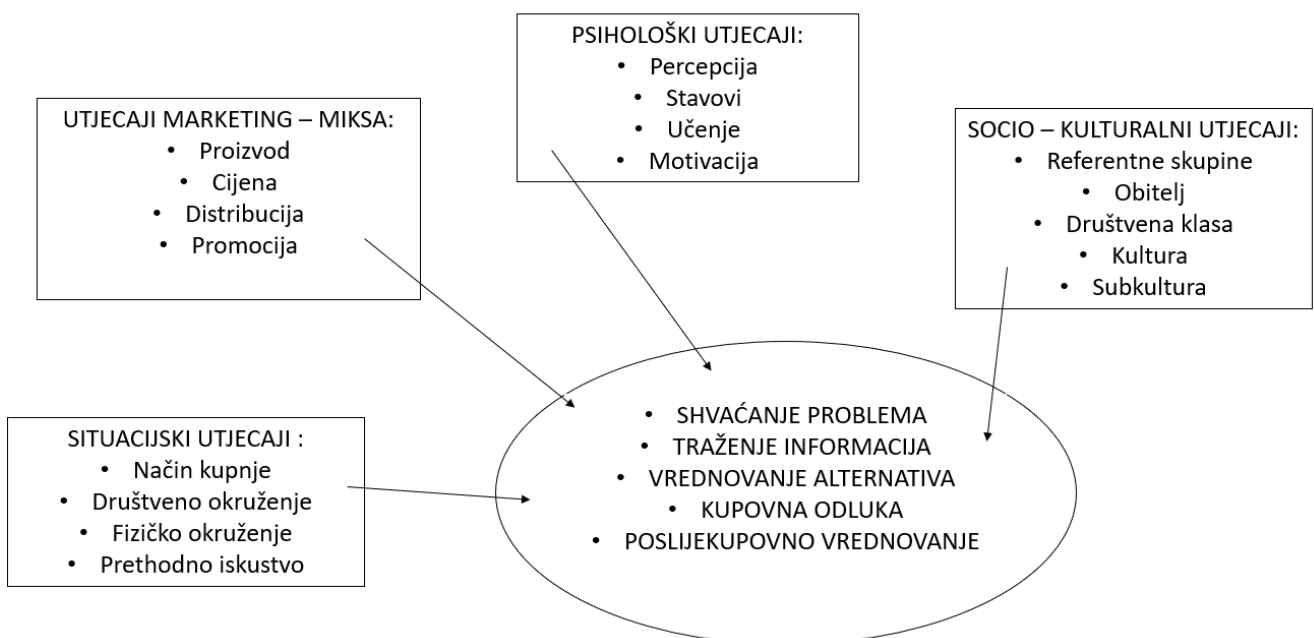 PSIHOLOŠKI UTJECAJI:
• Percepcija
• Stavovi
• Učenje
• Motivacija
UTJECAJI MARKETING – MIKSA:
• Proizvod
• Cijena
• Distribucija
• Promocija
SOCIO – KULTURALNI UTJECAJI:
• Referentne skupine
• Obitelj
• Društvena klasa
• Kultura
• Subkultura
SITUACIJSKI UTJECAJI :
• Način kupnje
• Društveno okruženje
• Fizičko okruženje
• Prethodno iskustvo
• SHVAĆANJE PROBLEMA
• TRAŽENJE INFORMACIJA
• VREDNOVANJE ALTERNATIVA
• KUPOVNA ODLUKA
• POSLIJEKUPOVNO VREDNOVANJE